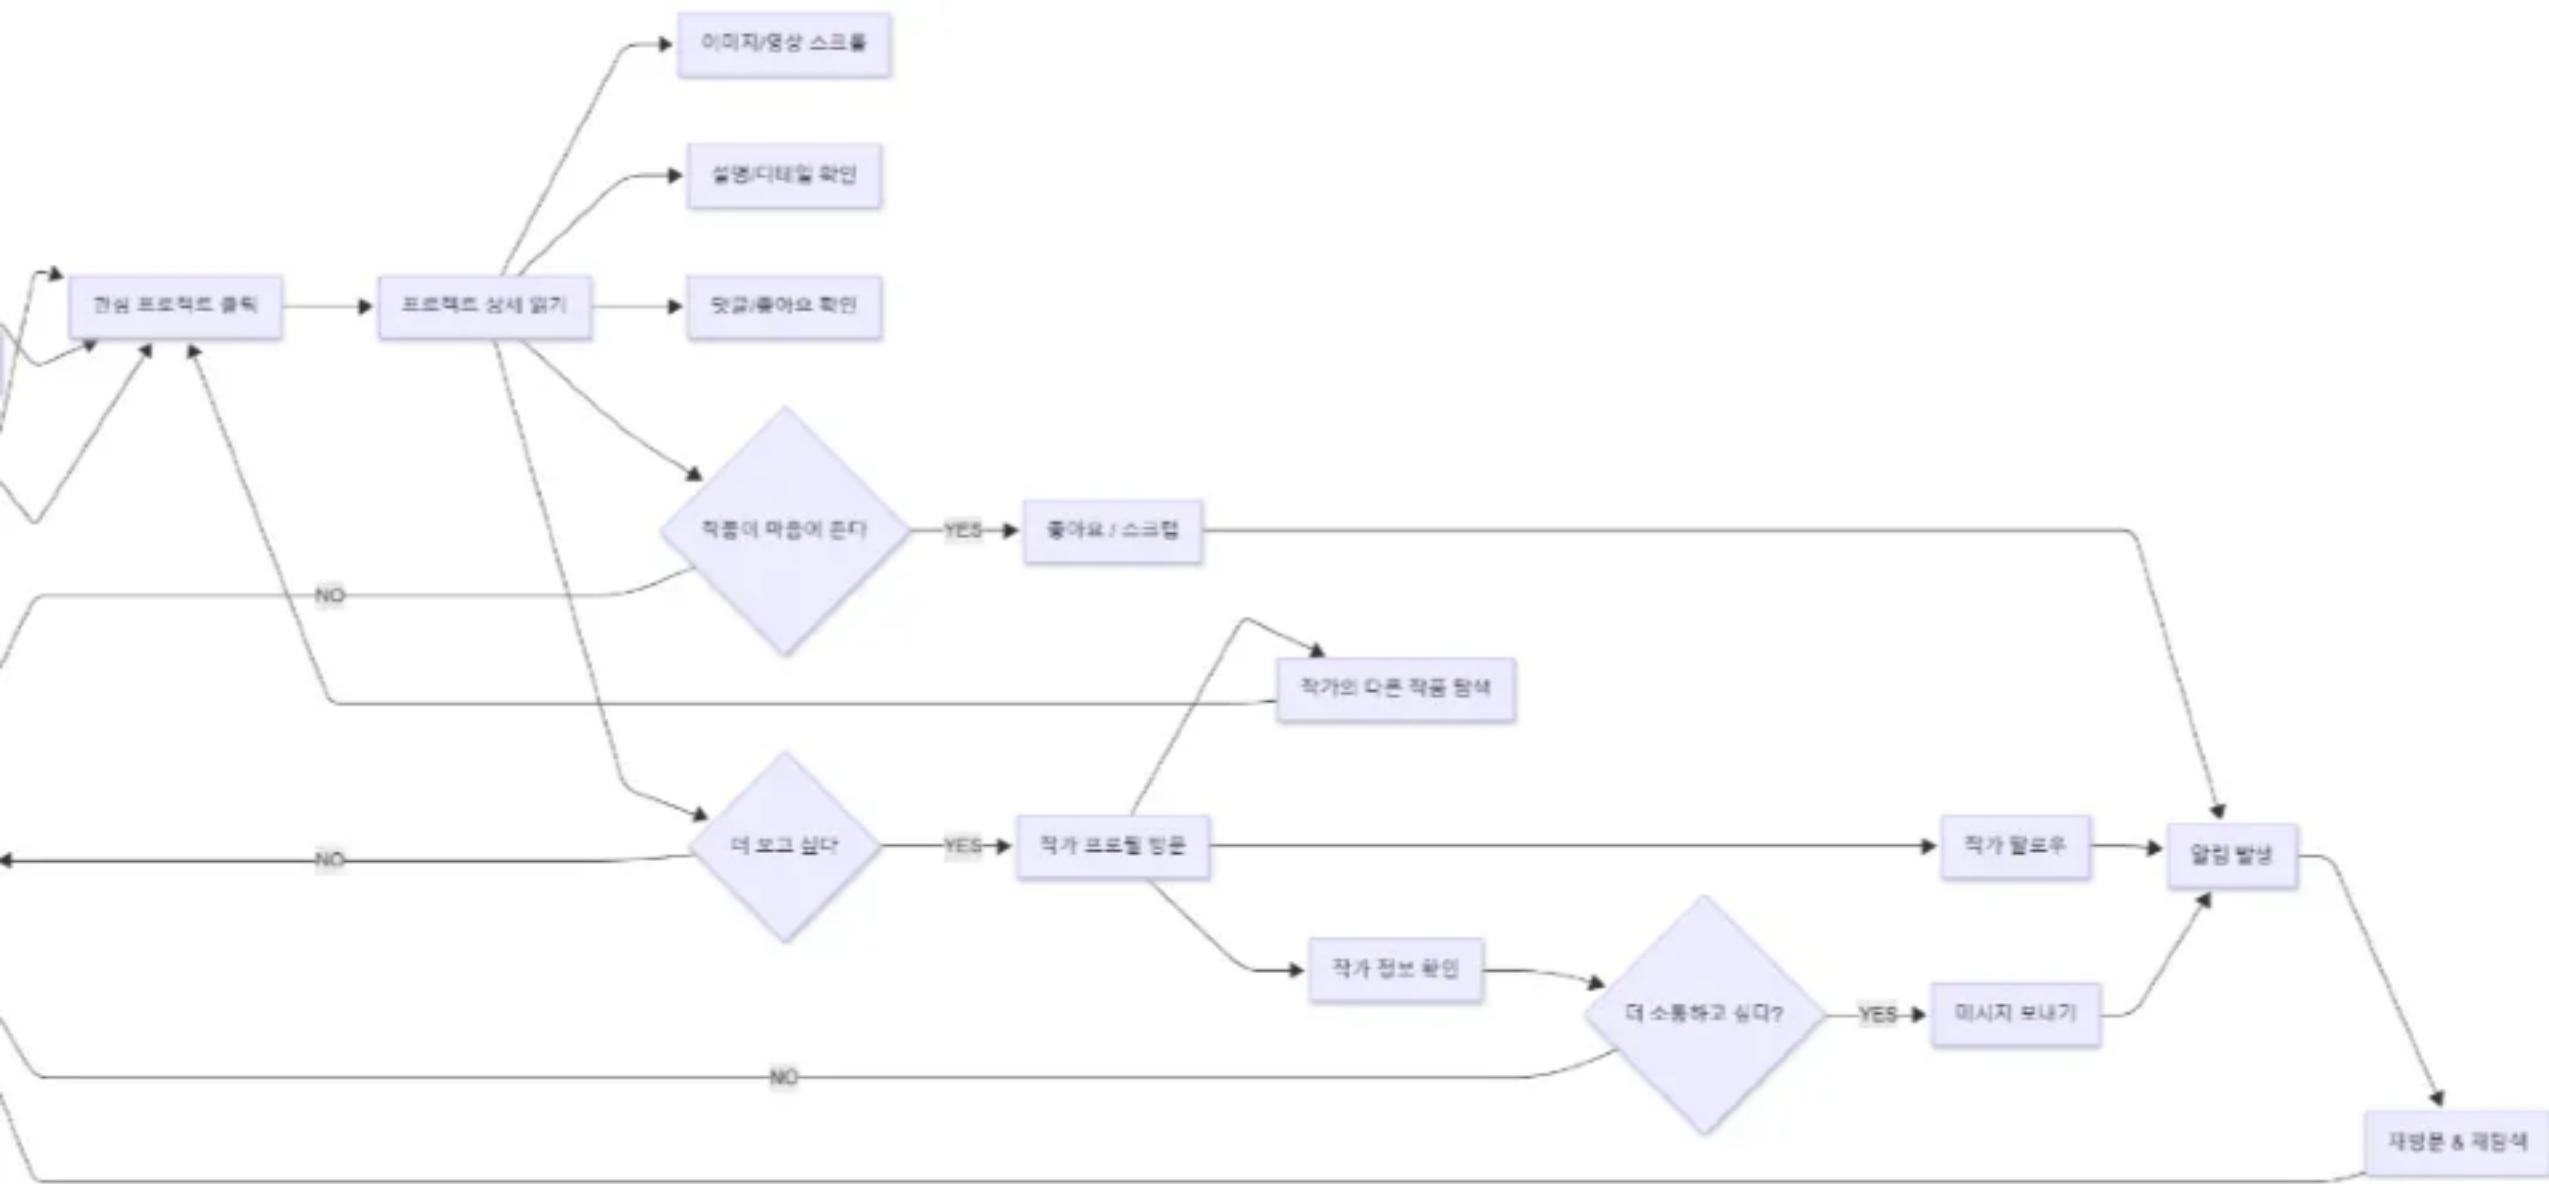 이미지/영상 스크롤
설명/디테일 확인
관심 프로젝트 클릭
프로젝트 상세 읽기
댓글/좋아요 확인
작품이 마음에 든다
YES
좋아요 / 스크랩
NO
작가의 다른 작품 탐색
더 보고 싶다
YES
작가 프로필 방문
작가 팔로우
알림 발생
NO
작가 정보 확인
더 소통하고 싶다?
YES
메시지 보내기
NO
재방문 & 재탐색